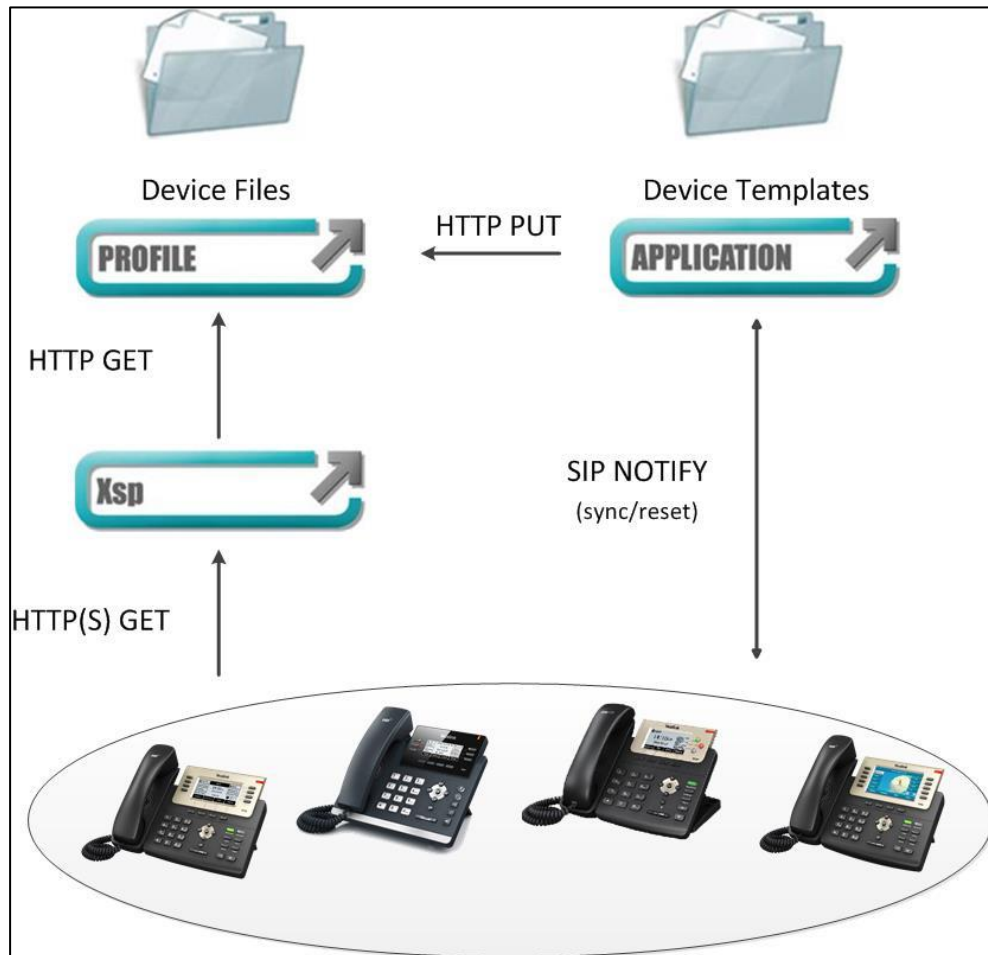 Device Files
Device Templates
PROFILE
HTTP PUT
APPLICATION
HTTP GET
Xsp
SIP NOTIFY
(sync/reset)
HTTP(S) GET